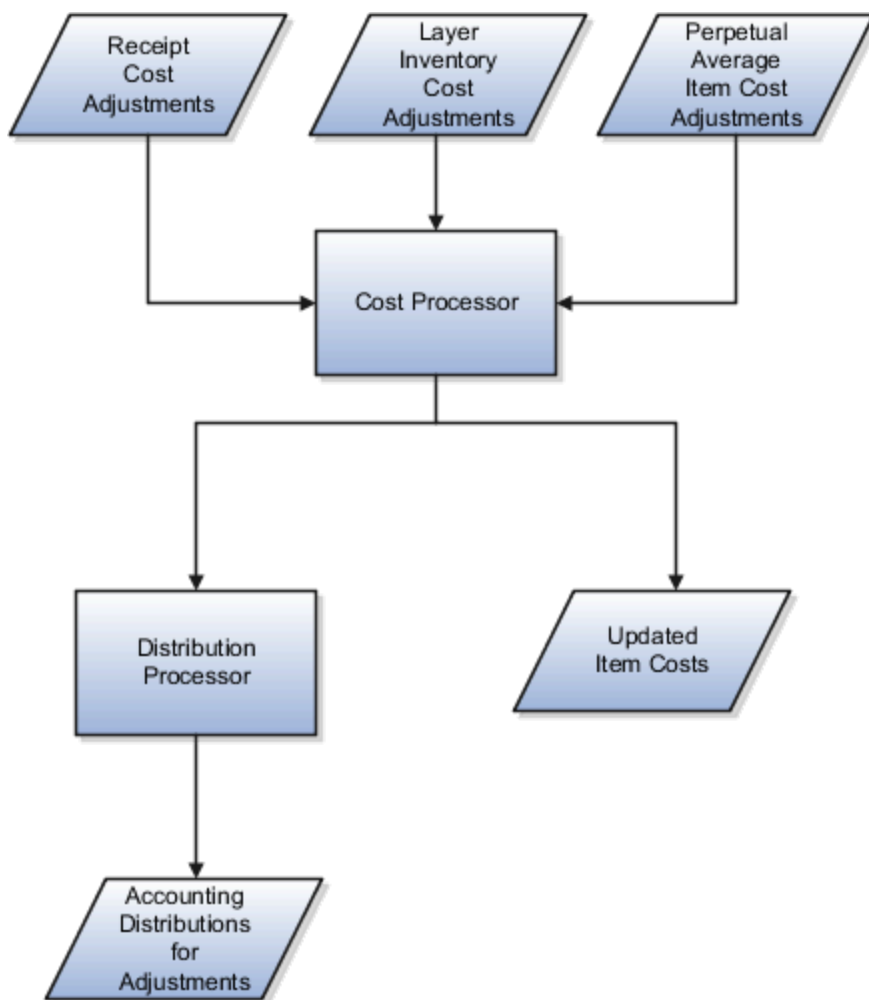 Receipt
Cost
Adjustments
Layer
Inventory
Cost
Adjustments
Perpetual
Average
Item Cost
Adjustments
Cost Processor
Distribution
Processor
Updated
Item Costs
Accounting
Distributions
for
Adjustments